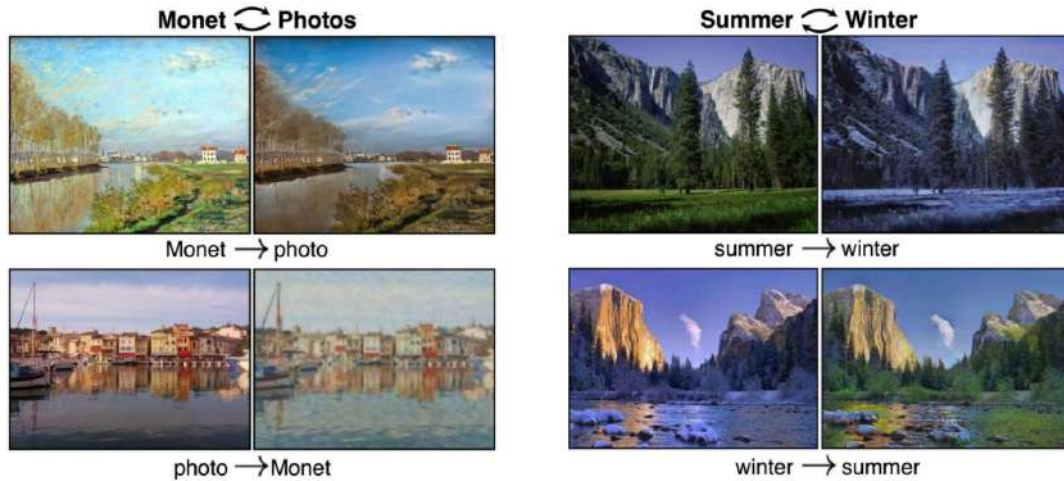 Monet Photos
Monet → photo
photo → Monet
Summer Winter
summer → winter
winter → summer